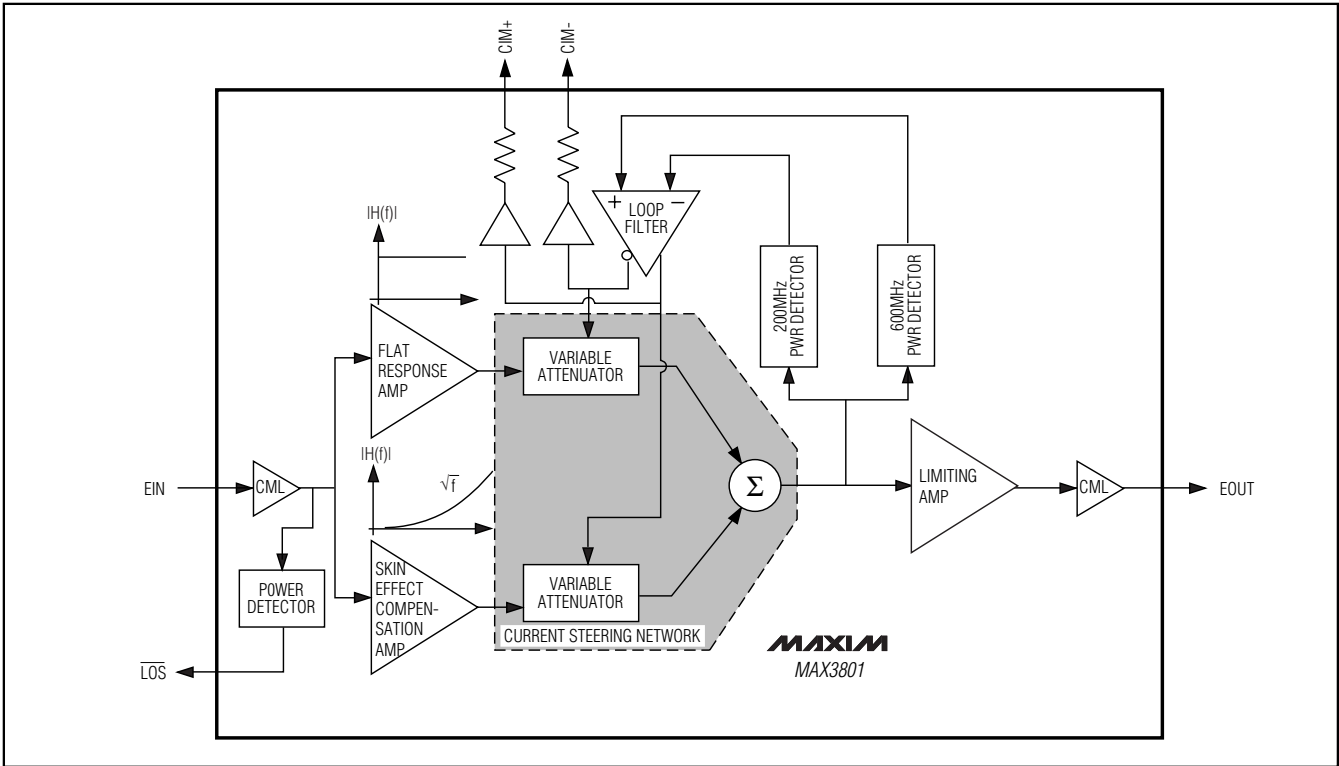 CIM+
CIM-
+
−
LOOP
FILTER
|H(f)|
200MHz
PWR DETECTOR
600MHz
PWR DETECTOR
FLAT
RESPONSE
AMP
VARIABLE
ATTENUATOR
|H(f)|
√f
EIN
CML
Σ
LIMITING
AMP
CML
EOUT
POWER
DETECTOR
SKIN
EFFECT
COMPEN-
SATION
AMP
VARIABLE
ATTENUATOR
CURRENT STEERING NETWORK
MAXIM
MAX3801
LOS